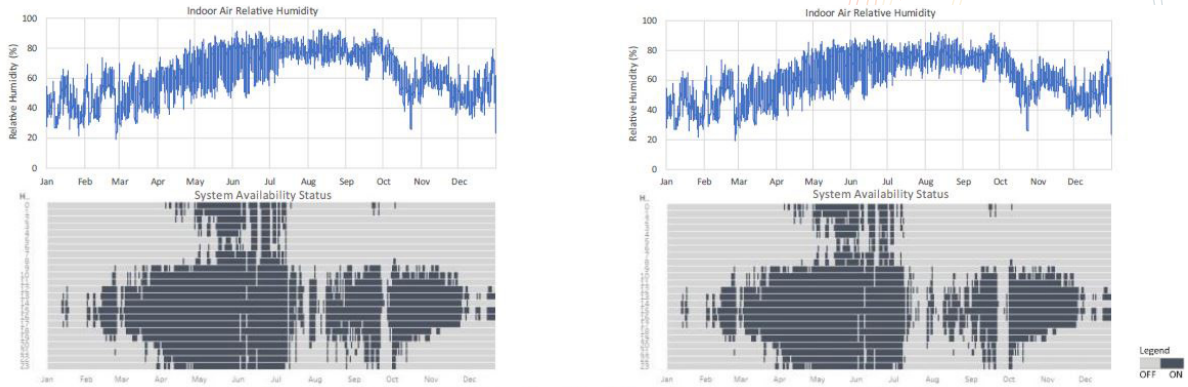 Indoor Air Relative Humidity
Relative Humidity (%)
100
80
60
40
20
0
Jan Feb Mar Apr May Jun Jul Aug Sep Oct Nov Dec
System Availability Status
H..
Jan Feb Mar Apr May Jun Jul Aug Sep Oct Nov Dec
Indoor Air Relative Humidity
Relative Humidity (%)
100
80
60
40
20
0
Jan Feb Mar Apr May Jun Jul Aug Sep Oct Nov Dec
System Availability Status
H..
Jan Feb Mar Apr May Jun Jul Aug Sep Oct Nov Dec
Legend
OFF ON